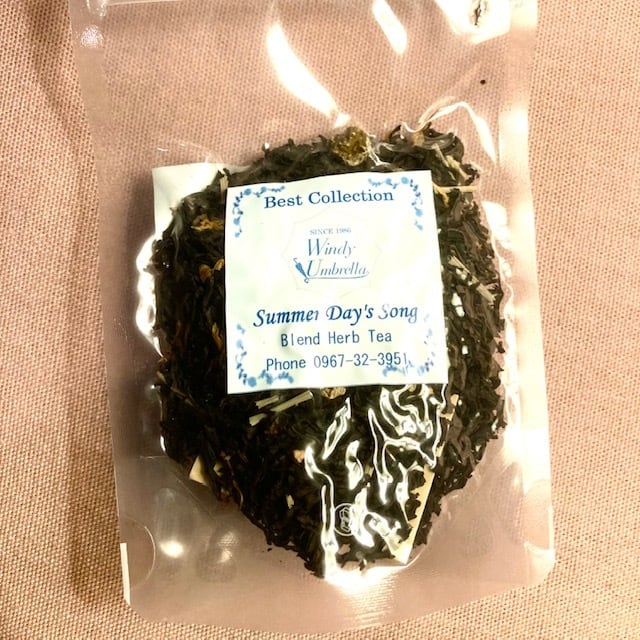 Best Collection
SINCE 1986
Windy
Umbrella
Summer Day's Song
Blend Herb Tea
Phone 0967-32-3951